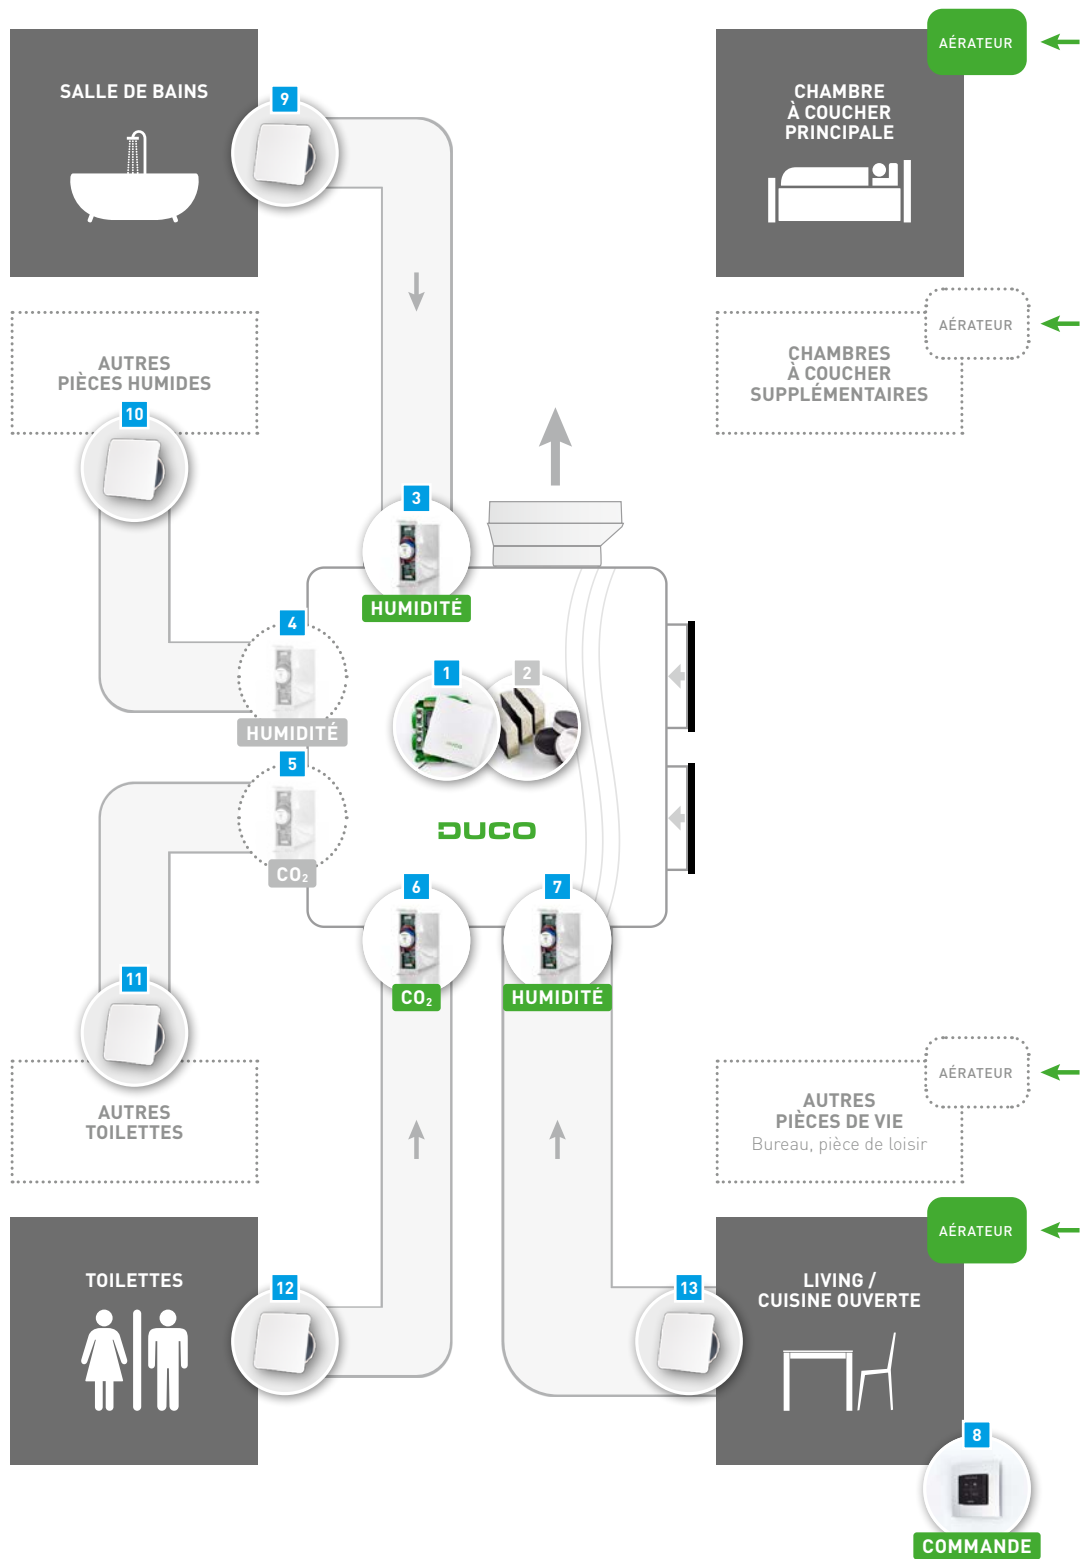 AÉRATEUR
SALLE DE BAINS
9
CHAMBRE
À COUCHER
PRINCIPALE
AÉRATEUR
AUTRES
PIÈCES HUMIDES
10
CHAMBRES
À COUCHER
SUPPLÉMENTAIRES
3
HUMIDITÉ
4
HUMIDITÉ
1
2
5
CO₂
DUCO
6
CO₂
7
HUMIDITÉ
11
AUTRES
TOILETTES
AÉRATEUR
AUTRES
PIÈCES DE VIE
Bureau, pièce de loisir
AÉRATEUR
TOILETTES
12
13
LIVING /
CUISINE OUVERTE
8
COMMANDE